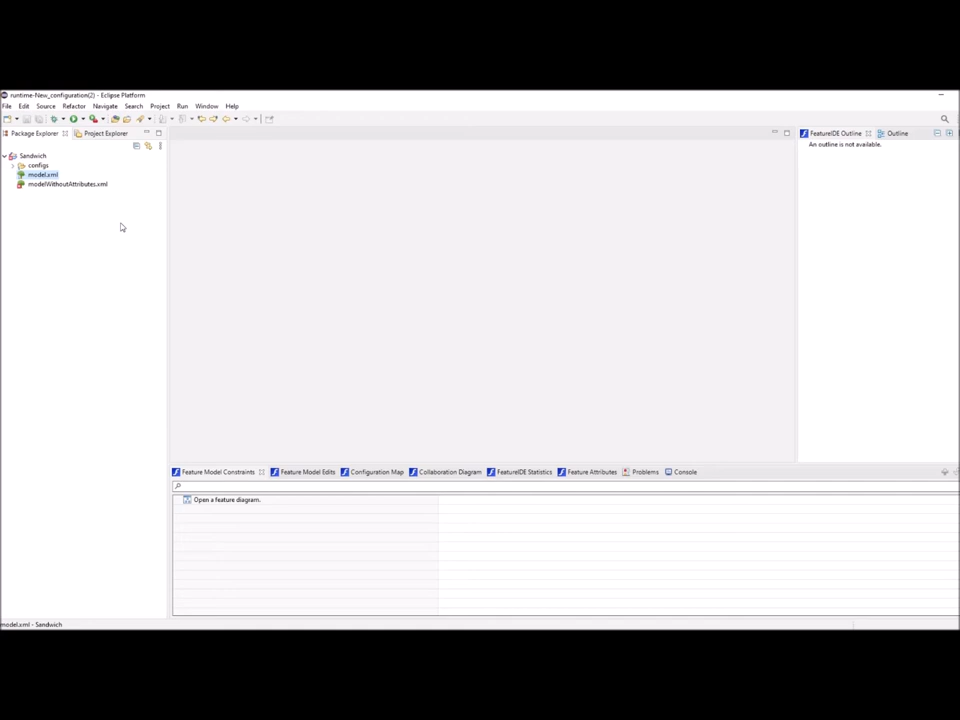 runtime-New_configuration(2) - Eclipse Platform
File Edit Source Refactor Navigate Search Project Run Window Help
Package Explorer Project Explorer
FeatureIDE Outline Outline
An outline is not available.
Sandwich
configs
model.xml
modelWithoutAttributes.xml
Feature Model Constraints Feature Model Edits Configuration Map Collaboration Diagram FeatureIDE Statistics Feature Attributes Problems Console
Open a feature diagram.
model.xml - Sandwich